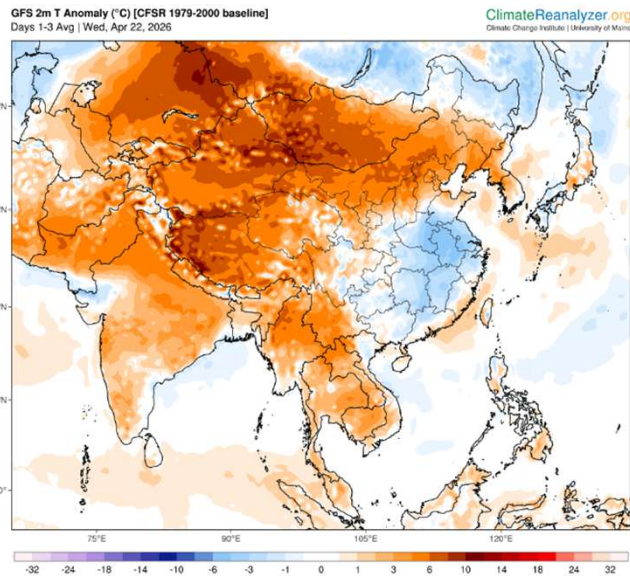 GFS 2m T Anomaly (°C) [CFSR 1979-2000 baseline]
Days 1-3 Avg | Wed, Apr 22, 2026
ClimateReanalyzer.org
Climate Change Institute | University of Maine
N
N
N
N
0°
75°E
90°E
105°E
120°E
-32 -24 -18 -14 -10 -6 -3 -1 0 1 3 6 10 14 18 24 32